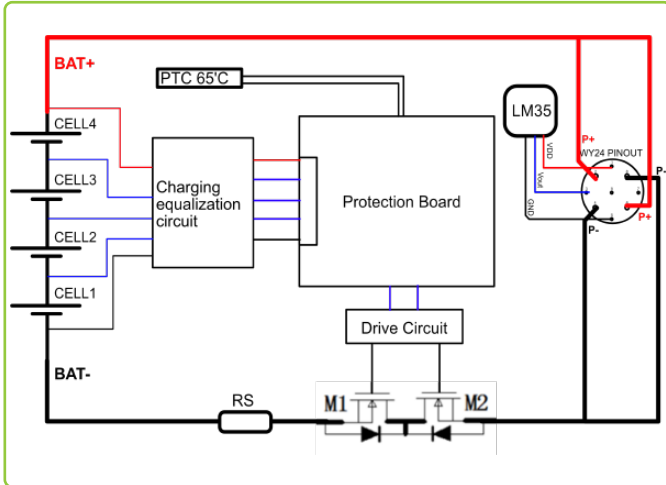 BAT+
PTC 65'C
LM35
VDD
Vout
GND
P+
WY24 PINOUT
P-
P+
P-
CELL4
CELL3
CELL2
CELL1
Charging
equalization
circuit
Protection Board
Drive Circuit
BAT-
RS
M1
M2